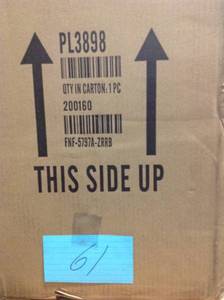 PL3898
QTY IN CARTON: 1 PC
200160
FNF-5797A-ZRRB
THIS SIDE UP
61